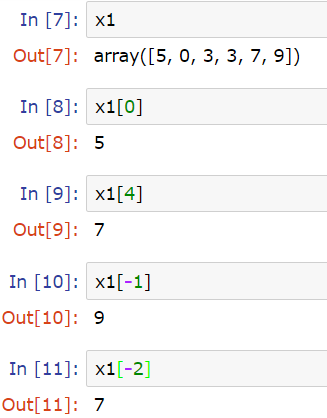 In [7]: x1
Out[7]: array([5, 0, 3, 3, 7, 9])
In [8]: x1[0]
Out[8]: 5
In [9]: x1[4]
Out[9]: 7
In [10]: x1[-1]
Out[10]: 9
In [11]: x1[-2]
Out[11]: 7